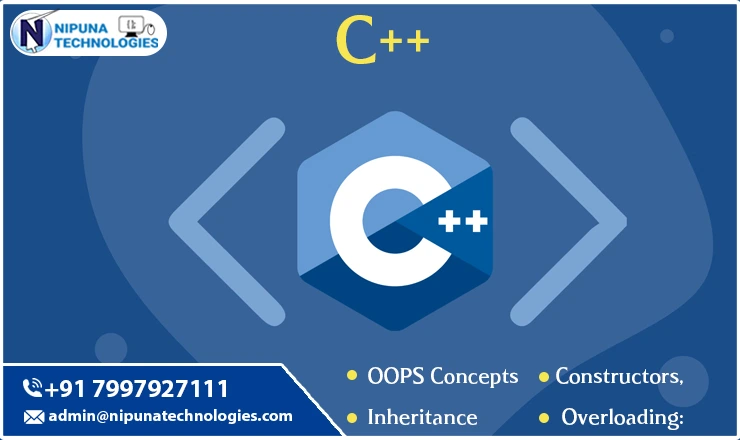 NIPUNA
TECHNOLOGIES
C++
C++
+91 7997927111
admin@nipunatechnologies.com
OOPS Concepts
Constructors,
Inheritance
Overloading: